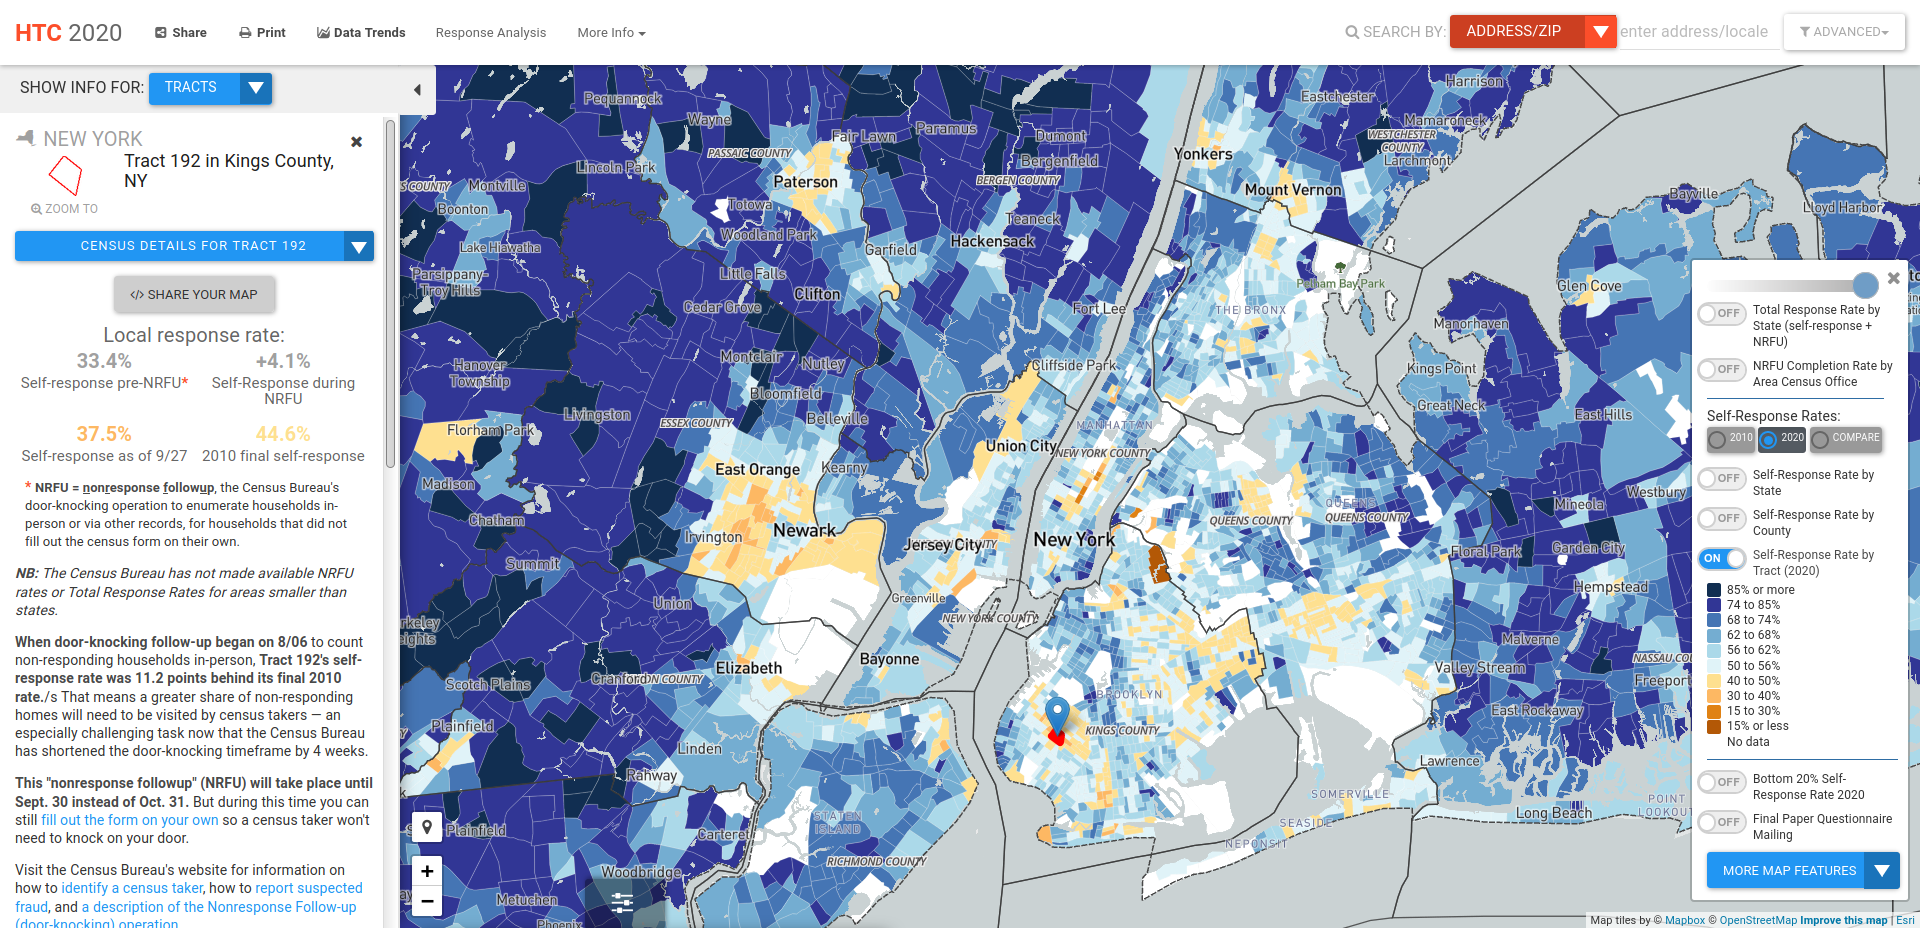 HTC 2020
Share
Print
Data Trends
Response Analysis
More Info
SEARCH BY:
ADDRESS/ZIP
enter address/locale
ADVANCED
SHOW INFO FOR:
TRACTS
NEW YORK
Tract 192 in Kings County,
NY
ZOOM TO
CENSUS DETAILS FOR TRACT 192
</> SHARE YOUR MAP
Local response rate:
33.4%
+4.1%
Self-response pre-NRFU*
Self-Response during
NRFU
37.5%
44.6%
Self-response as of 9/27
2010 final self-response
* NRFU = nonresponse followup, the Census Bureau's
door-knocking operation to enumerate households in-
person or via other records, for households that did not
fill out the census form on their own.
NB: The Census Bureau has not made available NRFU
rates or Total Response Rates for areas smaller than
states.
When door-knocking follow-up began on 8/06 to count
non-responding households in-person, Tract 192's self-
response rate was 11.2 points behind its final 2010
rate./s That means a greater share of non-responding
homes will need to be visited by census takers — an
especially challenging task now that the Census Bureau
has shortened the door-knocking timeframe by 4 weeks.
This "nonresponse followup" (NRFU) will take place until
Sept. 30 instead of Oct. 31. But during this time you can
still fill out the form on your own so a census taker won't
need to knock on your door.
Visit the Census Bureau's website for information on
how to identify a census taker, how to report suspected
fraud, and a description of the Nonresponse Follow-up
(door-knocking) operation
Pequannock
Wayne
Fair Lawn
Paramus
Dumont
Bergenfield
Eastchester
Harrison
Mamaroneck
WESTCHESTER
COUNTY
Larchmont
PASSAIC COUNTY
Lincoln Park
Paterson
BERGEN COUNTY
Yonkers
Mount Vernon
S COUNTY
Montville
Boonton
Totowa
Woodland Park
Teaneck
Hackensack
Bayville
Lloyd Harbor
Lake Hiawatha
Garfield
Parsippany-
Troy Hills
Little Falls
Clifton
Cedar Grove
Fort Lee
Pelham Bay Park
THE BRONX
Glen Cove
Manorhaven
Montclair
Nutley
Cliffside Park
Kings Point
Hanover
Township
Bloomfield
Belleville
Great Neck
East Hills
Livingston
ESSEX COUNTY
Florham Park
MANHATTAN
Union City
NEW YORK COUNTY
East Orange
Kearny
Madison
Westbury
Chatham
Newark
QUEENS
QUEENS COUNTY
QUEENS COUNTY
Mineola
Irvington
Jersey City
New York
Floral Park
Garden City
Summit
Hempstead
Union
Greenville
NEW YORK COUNTY
Malverne
Elizabeth
Bayonne
Valley Stream
NASSAU COU
Cranford
N COUNTY
Scotch Plains
BROOKLYN
Freeport
East Rockaway
Plainfield
KINGS COUNTY
Linden
Lawrence
Rahway
SOMERVILLE
POINT
LOOKOUT
Long Beach
STATEN
ISLAND
SEASIDE
Plainfield
Carteret
NEPONSIT
RICHMOND COUNTY
Woodbridge
Metuchen
Phoenix
+
−
Total Response Rate by
State (self-response +
NRFU)
OFF
NRFU Completion Rate by
Area Census Office
OFF
Self-Response Rates:
2010
2020
COMPARE
OFF
Self-Response Rate by
State
OFF
Self-Response Rate by
County
ON
Self-Response Rate by
Tract (2020)
85% or more
74 to 85%
68 to 74%
62 to 68%
56 to 62%
50 to 56%
40 to 50%
30 to 40%
15 to 30%
15% or less
No data
OFF
Bottom 20% Self-
Response Rate 2020
OFF
Final Paper Questionnaire
Mailing
MORE MAP FEATURES
Map tiles by © Mapbox © OpenStreetMap Improve this map | Esri